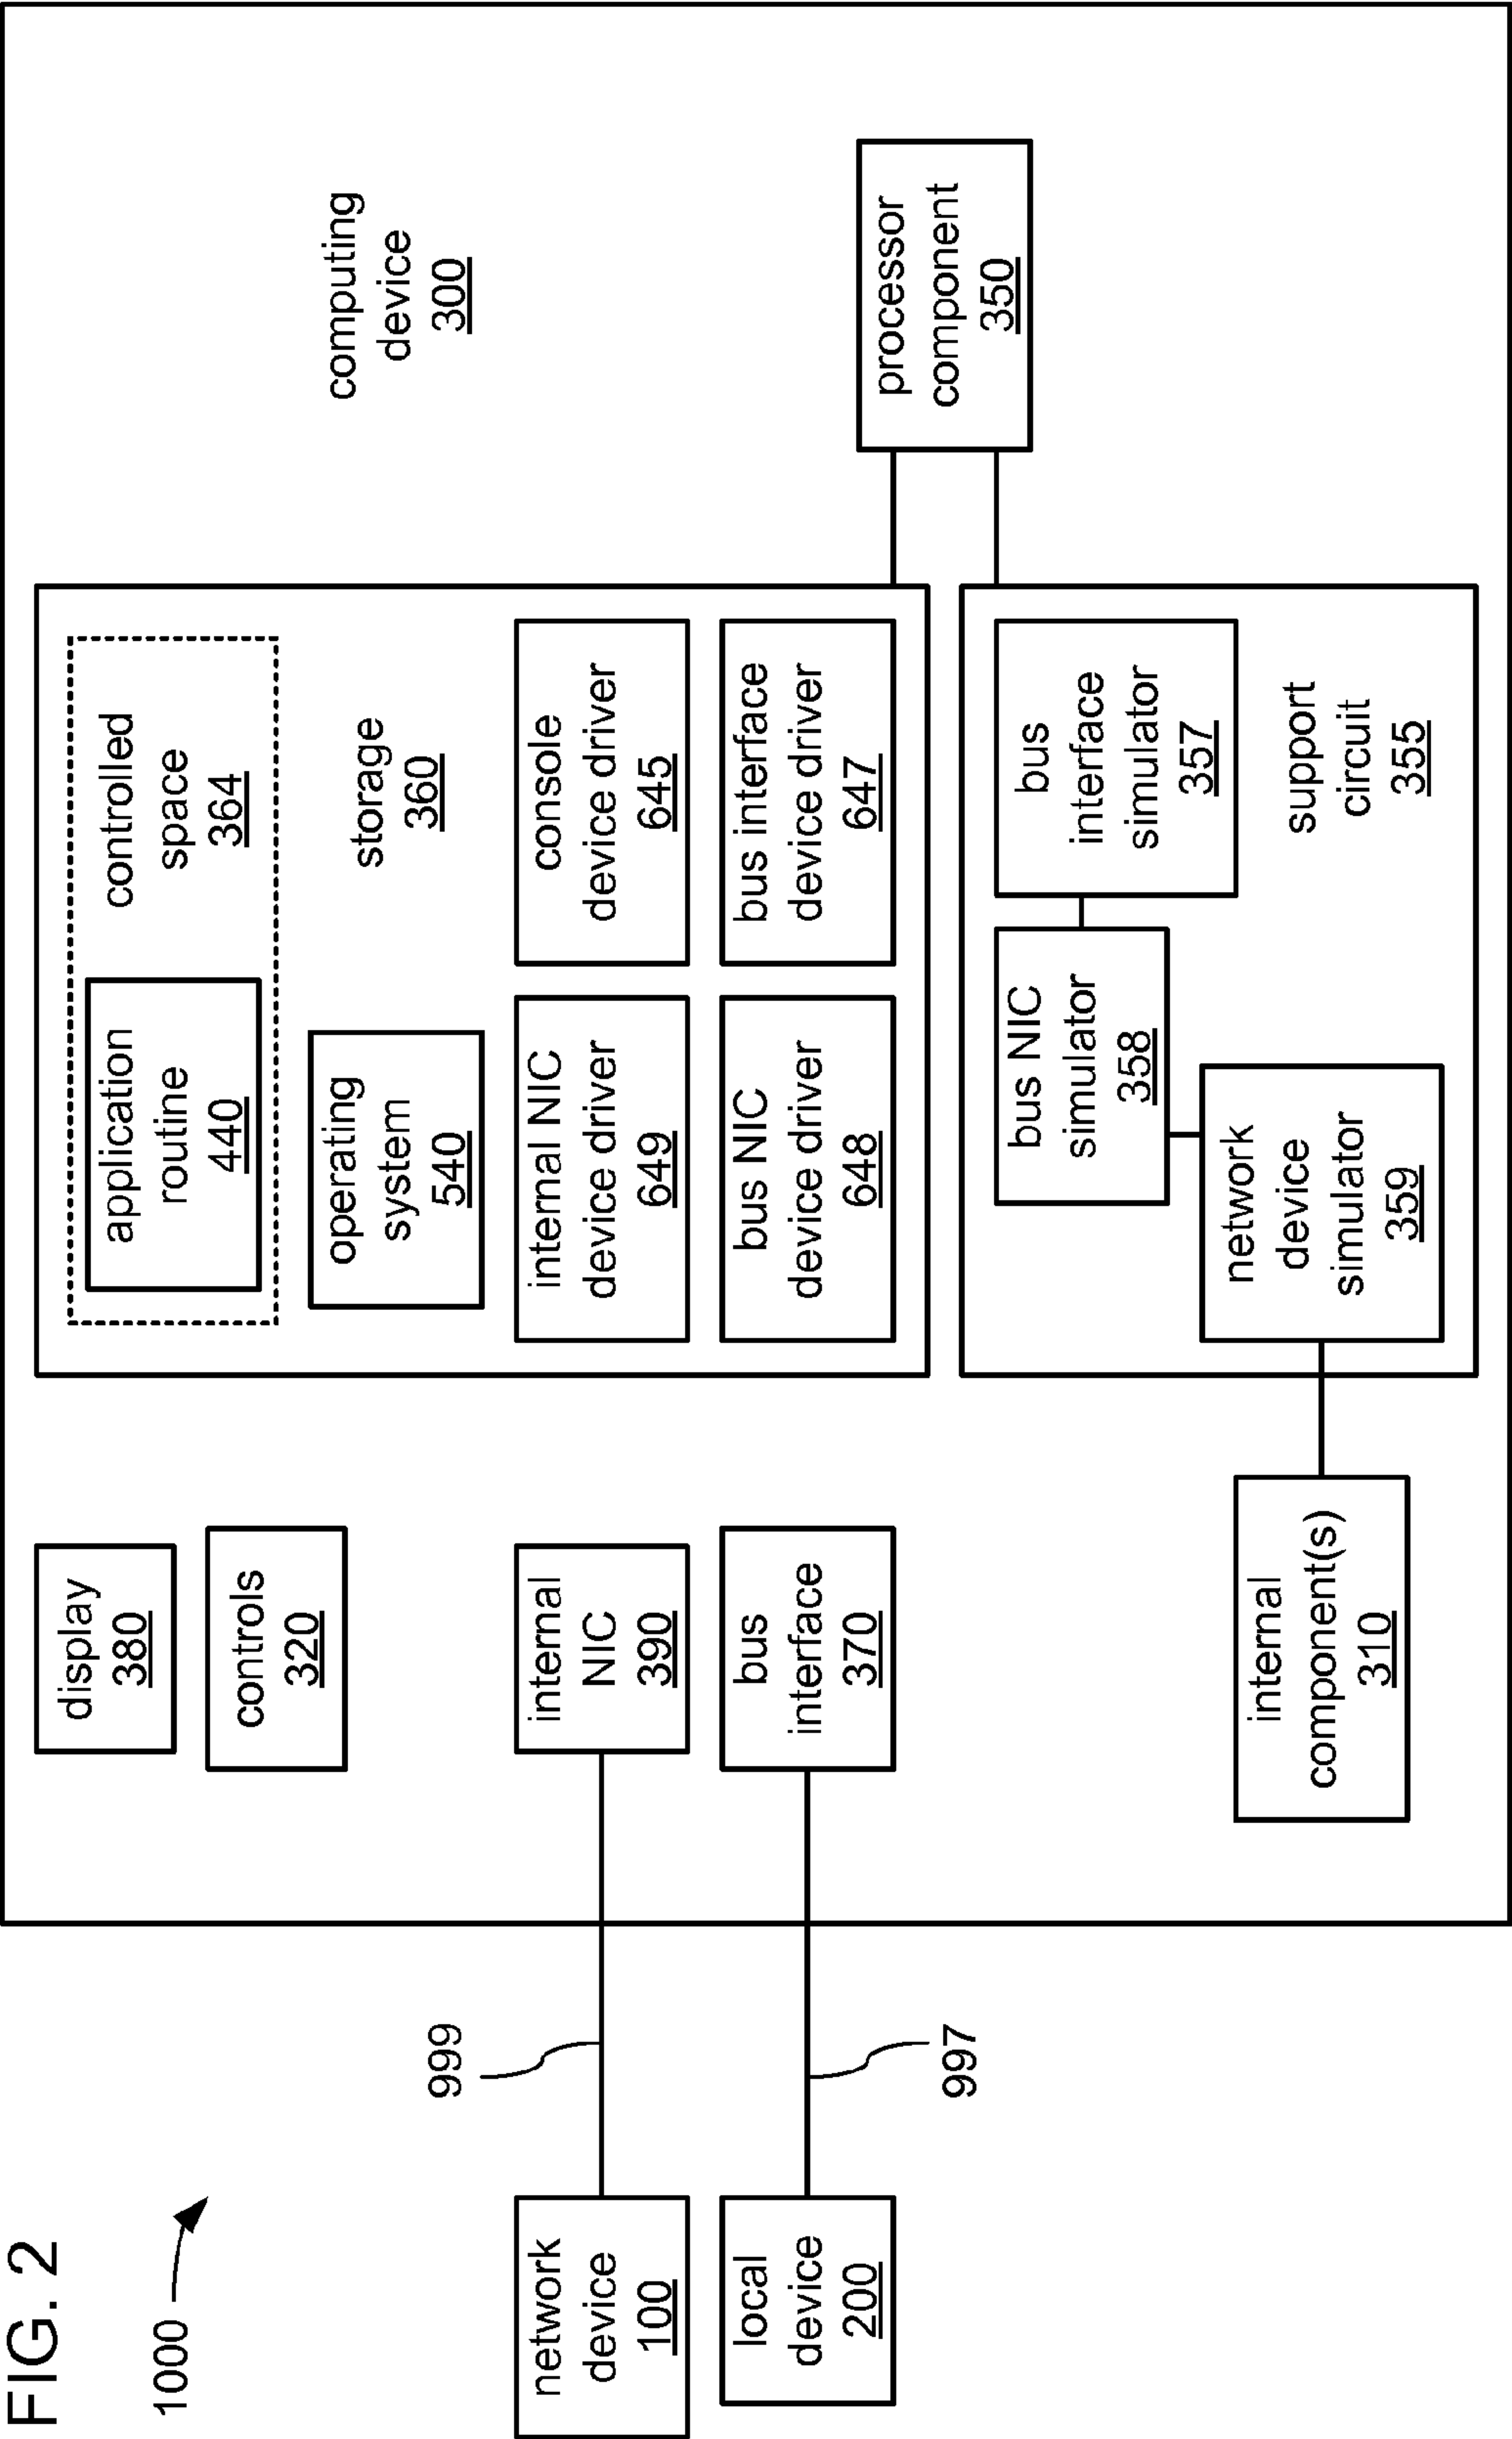 FIG. 2
1000
network
device
100
local
device
200
999
997
display
380
controls
320
internal
NIC
390
bus
interface
370
internal
component(s)
310
application
routine
440
controlled
space
364
operating
system
540
storage
360
internal NIC
device driver
649
console
device driver
645
bus NIC
device driver
648
bus interface
device driver
647
bus NIC
simulator
358
bus
interface
simulator
357
network
device
simulator
359
support
circuit
355
computing
device
300
processor
component
350